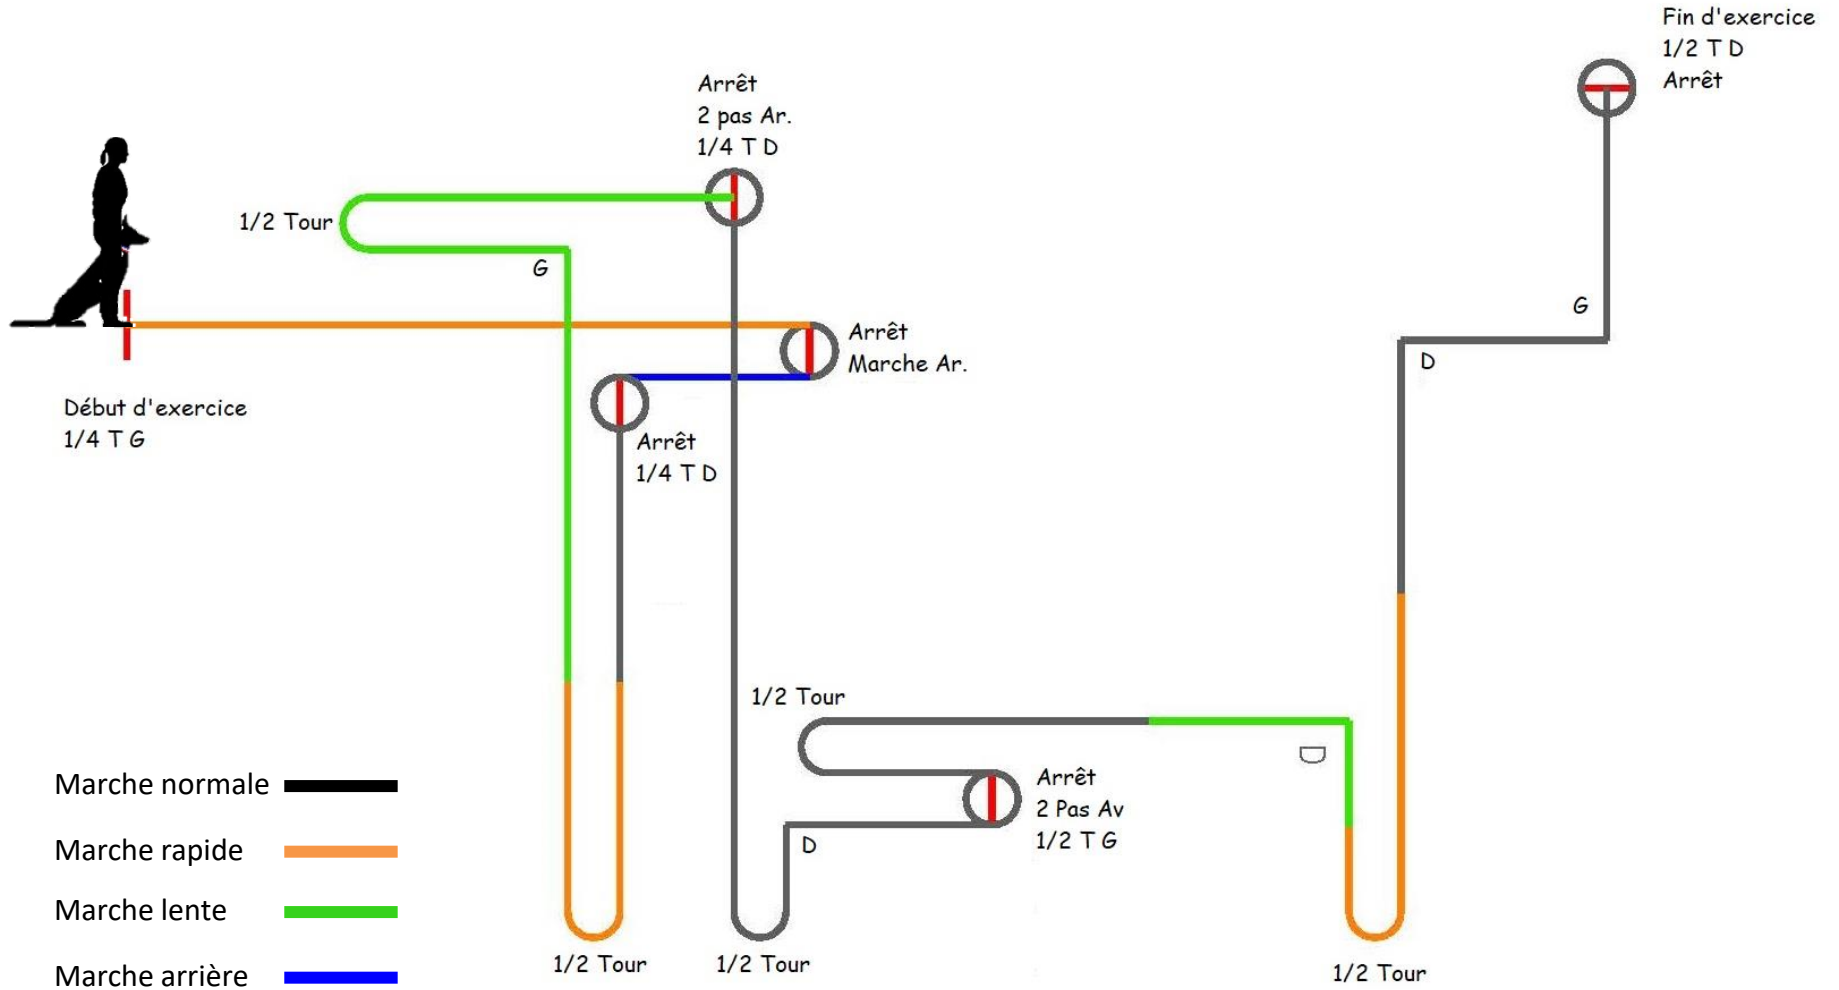 Fin d'exercice
1/2 T D
Arrêt
Arrêt
2 pas Ar.
1/4 T D
1/2 Tour
G
G
Arrêt
Marche Ar.
D
Début d'exercice
1/4 T G
Arrêt
1/4 T D
1/2 Tour
D
Arrêt
2 Pas Av
1/2 T G
D
Marche normale
Marche rapide
Marche lente
Marche arrière
1/2 Tour
1/2 Tour
1/2 Tour